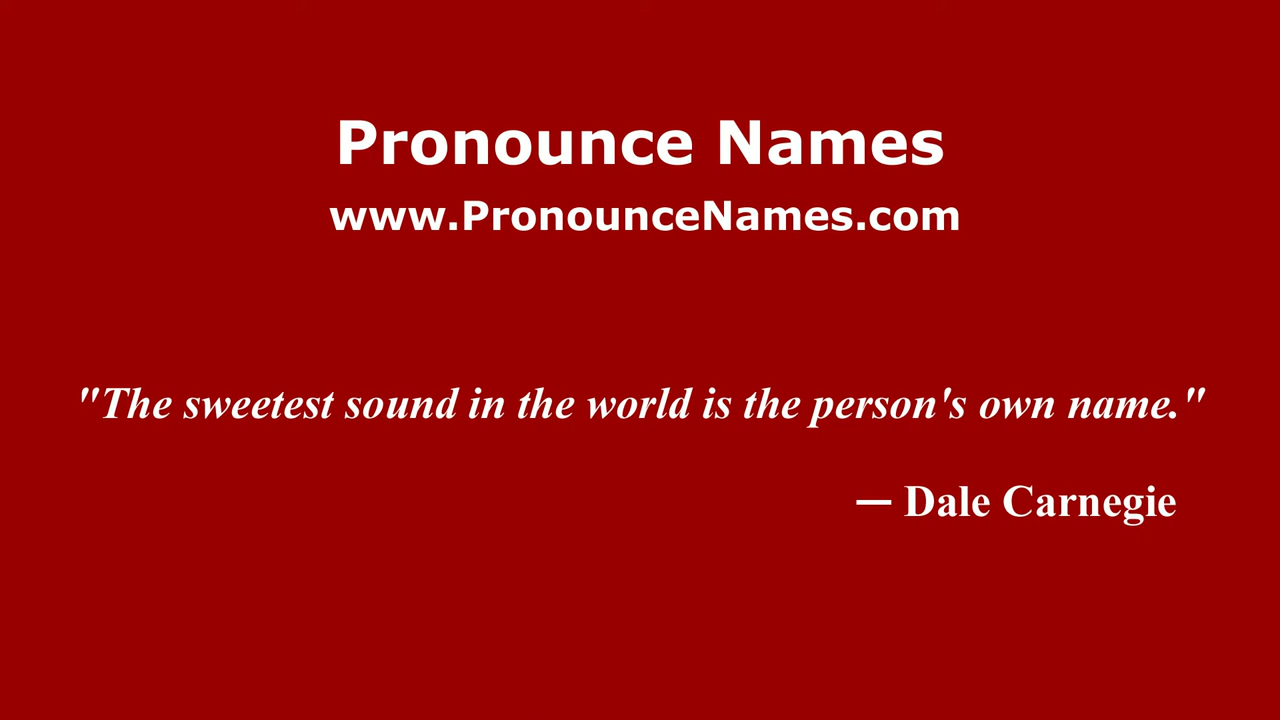 Pronounce Names
www.PronounceNames.com
"The sweetest sound in the world is the person's own name."
— Dale Carnegie